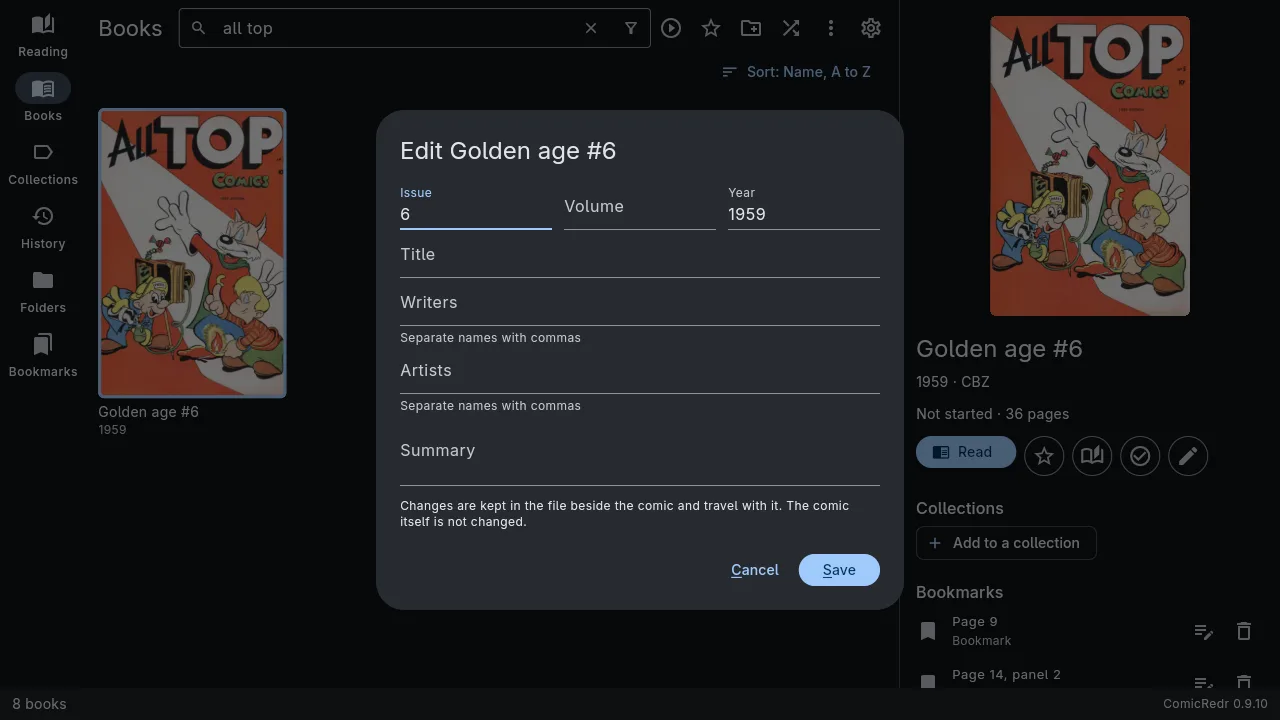 Reading
Books
Collections
History
Folders
Bookmarks
Books
all top
Sort: Name, A to Z
ALL TOP
COMICS
Golden age #6
1959
Edit Golden age #6
Issue
6
Volume
Year
1959
Title
Writers
Separate names with commas
Artists
Separate names with commas
Summary
Changes are kept in the file beside the comic and travel with it. The comic
itself is not changed.
Cancel
Save
ALL TOP
COMICS
Golden age #6
1959 · CBZ
Not started · 36 pages
Read
Collections
Add to a collection
Bookmarks
Page 9
Bookmark
Page 14, panel 2
8 books
ComicRedr 0.9.10